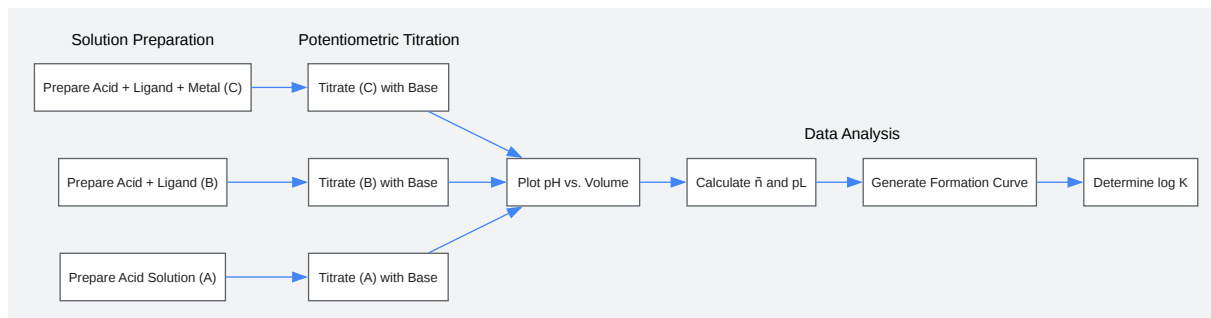 Solution Preparation
Potentiometric Titration
Prepare Acid + Ligand + Metal (C)
Titrate (C) with Base
Data Analysis
Prepare Acid + Ligand (B)
Titrate (B) with Base
Plot pH vs. Volume
Calculate ñ and pL
Generate Formation Curve
Determine log K
Prepare Acid Solution (A)
Titrate (A) with Base